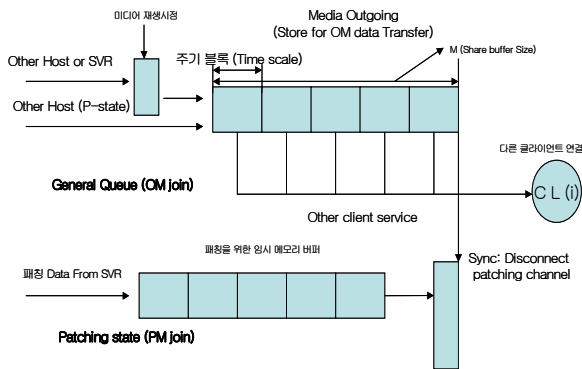 미디어 재생시점
Media Outgoing
(Store for OM data Transfer)
M (Share buffer Size)
주기 블록 (Time scale)
Other Host or SVR
Other Host (P-state)
다른 클라이언트 연결
General Queue (OM join)
C L (i)
Other client service
패칭을 위한 임시 메모리 버퍼
Sync: Disconnect
patching channel
패칭 Data From SVR
Patching state (PM join)